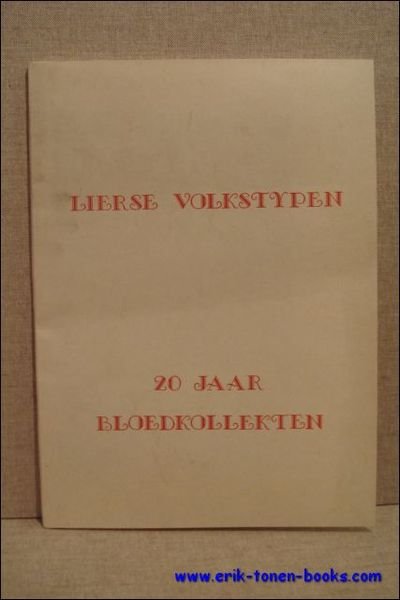 LIERSE VOLKSTYPEN
20 JAAR
BLOEDKOLLEKTEN
www.erik-tonen-books.com